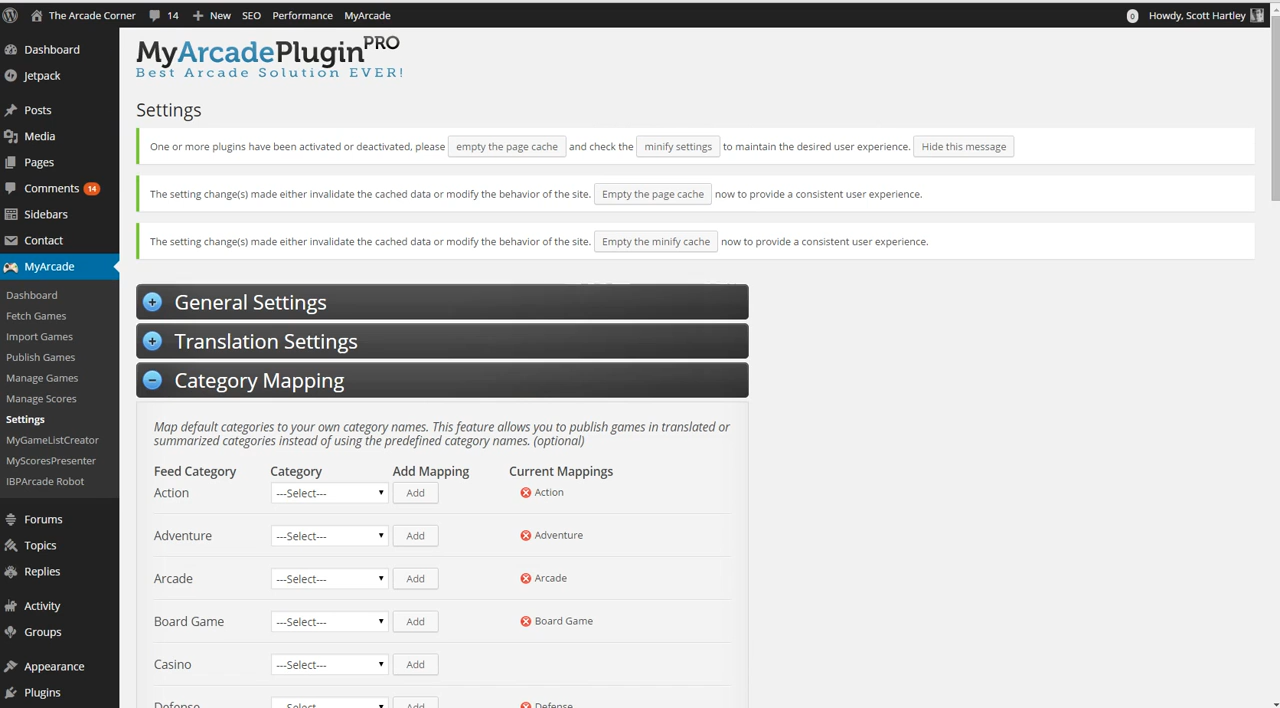 The Arcade Corner 14 New SEO Performance MyArcade 0 Howdy, Scott Hartley
Dashboard
Jetpack
Posts
Media
Pages
Comments 14
Sidebars
Contact
MyArcade
Dashboard
Fetch Games
Import Games
Publish Games
Manage Games
Manage Scores
Settings
MyGameListCreator
MyScoresPresenter
IBPArcade Robot
Forums
Topics
Replies
Activity
Groups
Appearance
Plugins
MyArcadePlugin PRO
Best Arcade Solution EVER!
Settings
One or more plugins have been activated or deactivated, please empty the page cache and check the minify settings to maintain the desired user experience. Hide this message
The setting change(s) made either invalidate the cached data or modify the behavior of the site. Empty the page cache now to provide a consistent user experience.
The setting change(s) made either invalidate the cached data or modify the behavior of the site. Empty the minify cache now to provide a consistent user experience.
General Settings
Translation Settings
Category Mapping
Map default categories to your own category names. This feature allows you to publish games in translated or
summarized categories instead of using the predefined category names. (optional)
Feed Category Category Add Mapping Current Mappings
Action ---Select--- Add Action
Adventure ---Select--- Add Adventure
Arcade ---Select--- Add Arcade
Board Game ---Select--- Add Board Game
Casino ---Select--- Add
Defense ---Select--- Add Defense